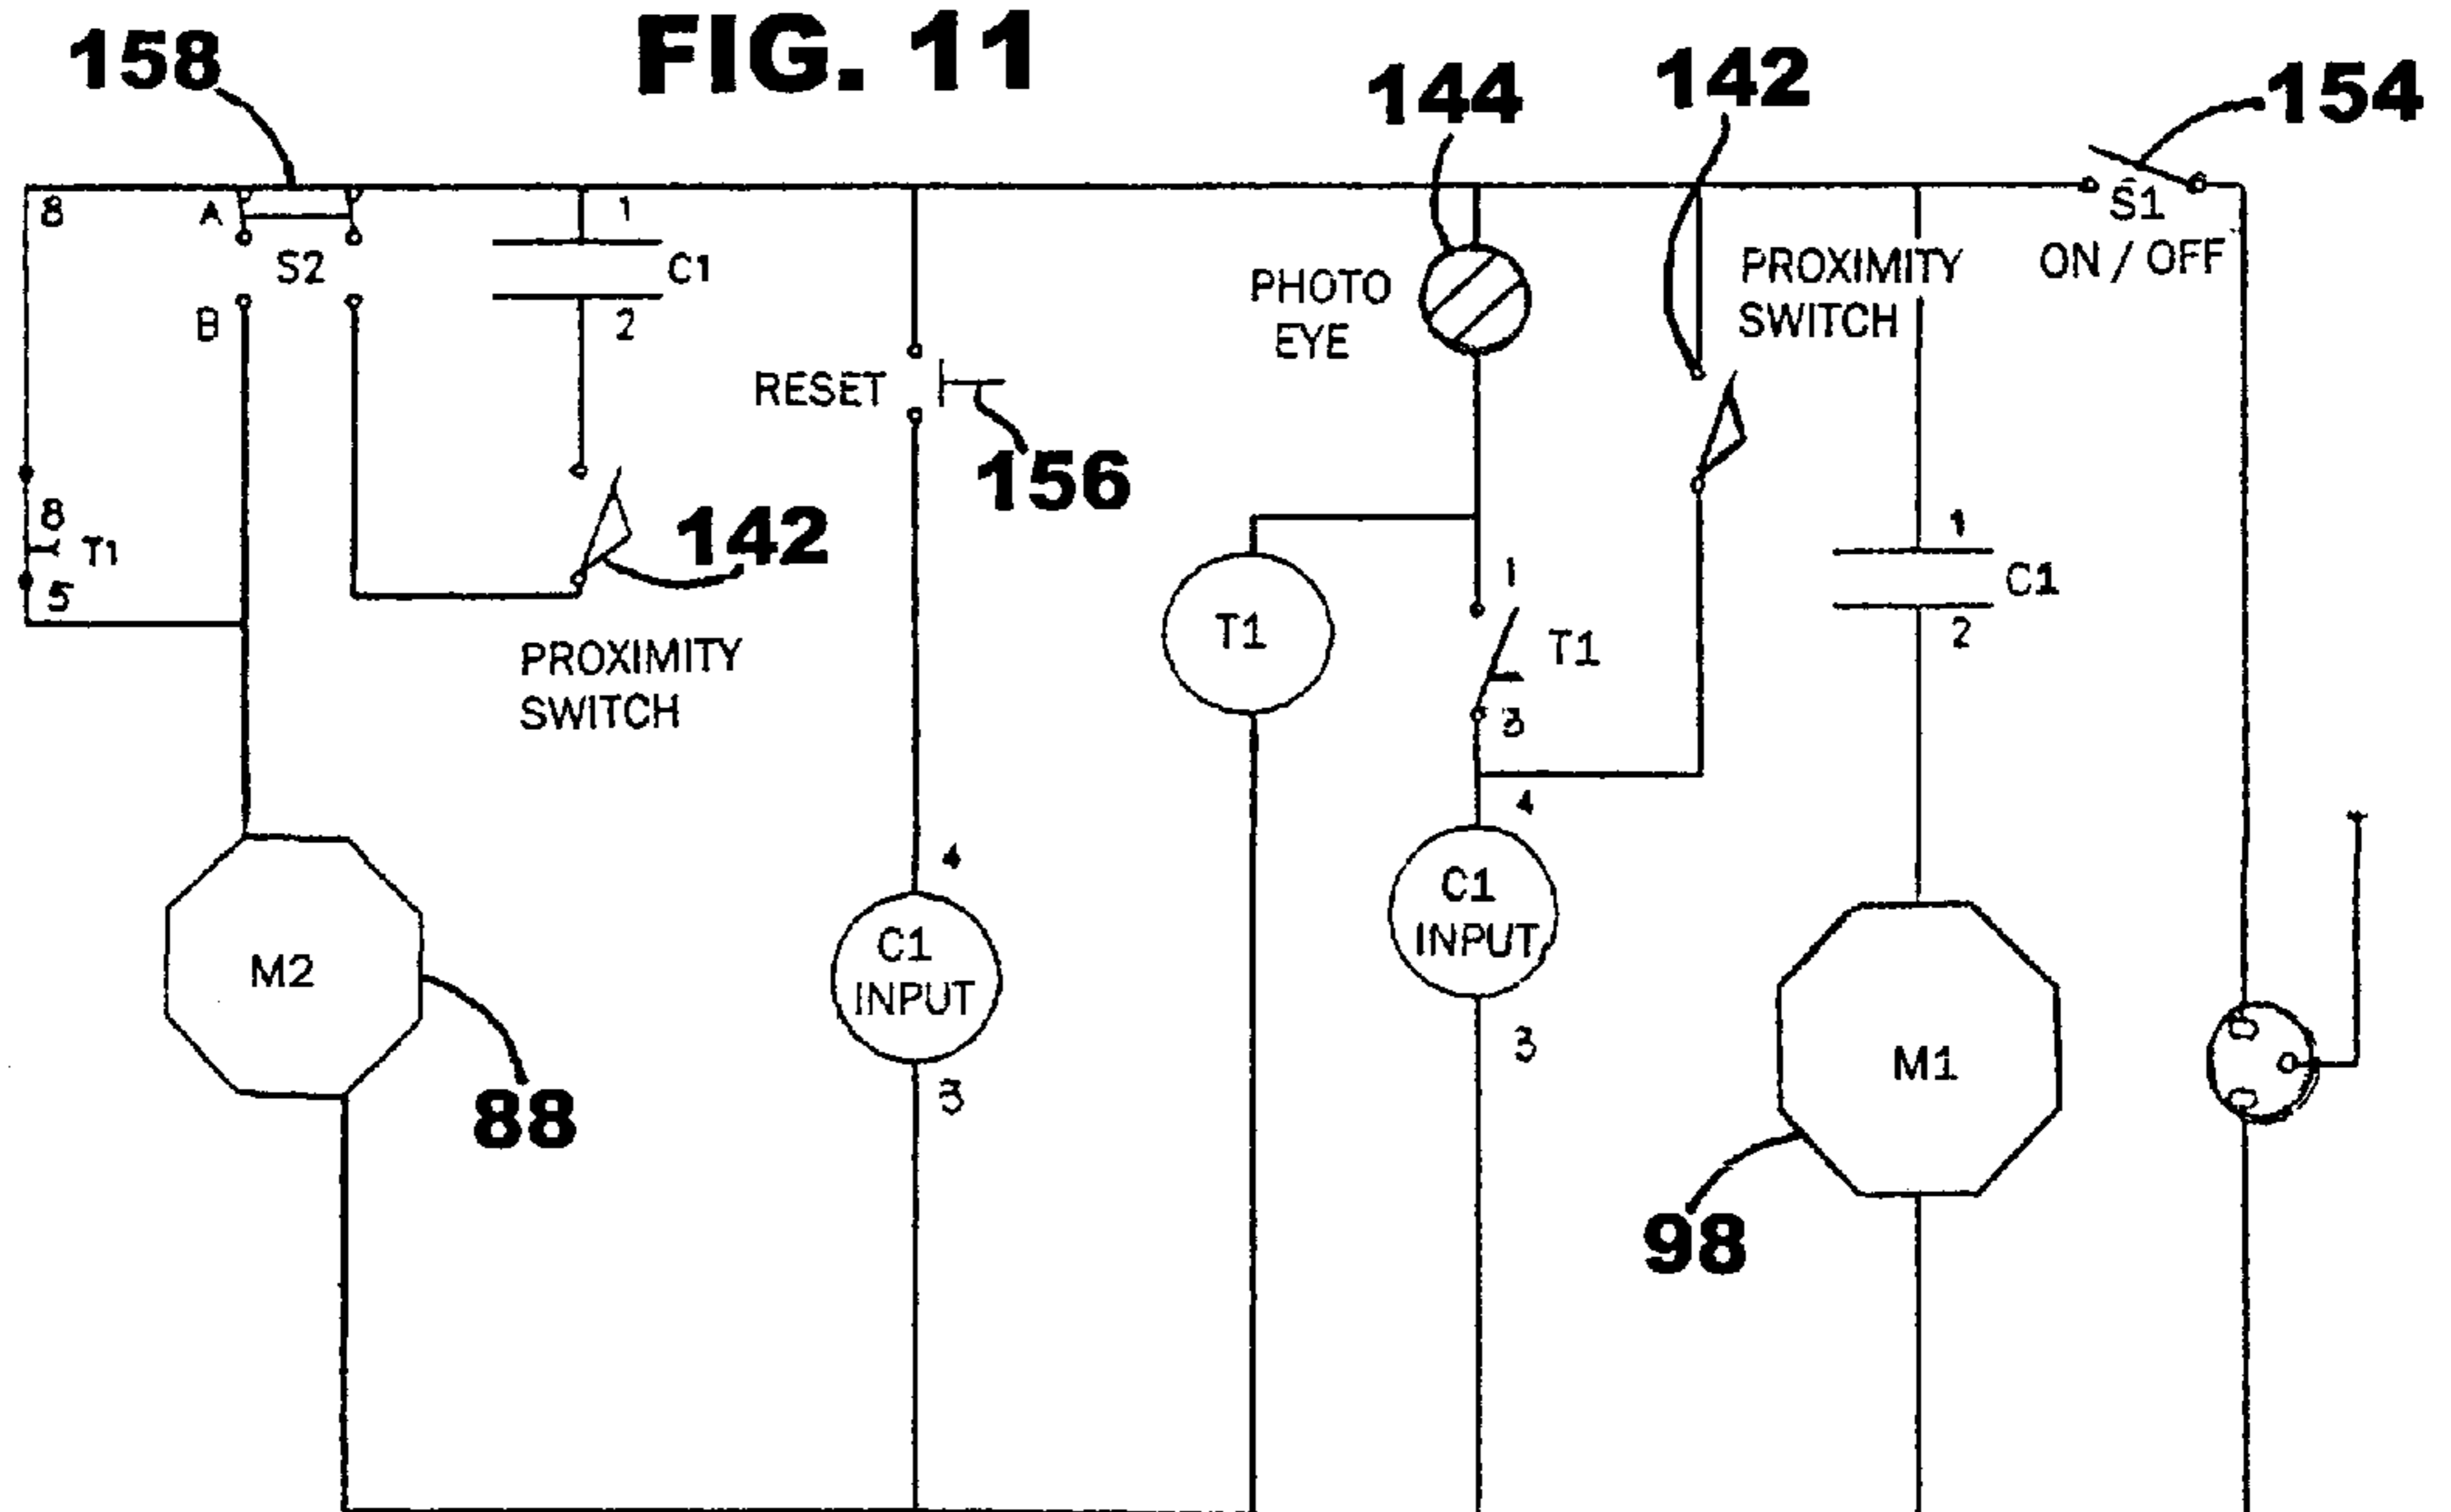 FIG. 11
158
144
142
154
8
A
S2
B
1
C1
2
RESET
156
PHOTO
EYE
PROXIMITY
SWITCH
S1
ON / OFF
8
T1
5
142
PROXIMITY
SWITCH
T1
1
T1
3
1
C1
2
4
C1
INPUT
3
4
C1
INPUT
3
M2
88
M1
98